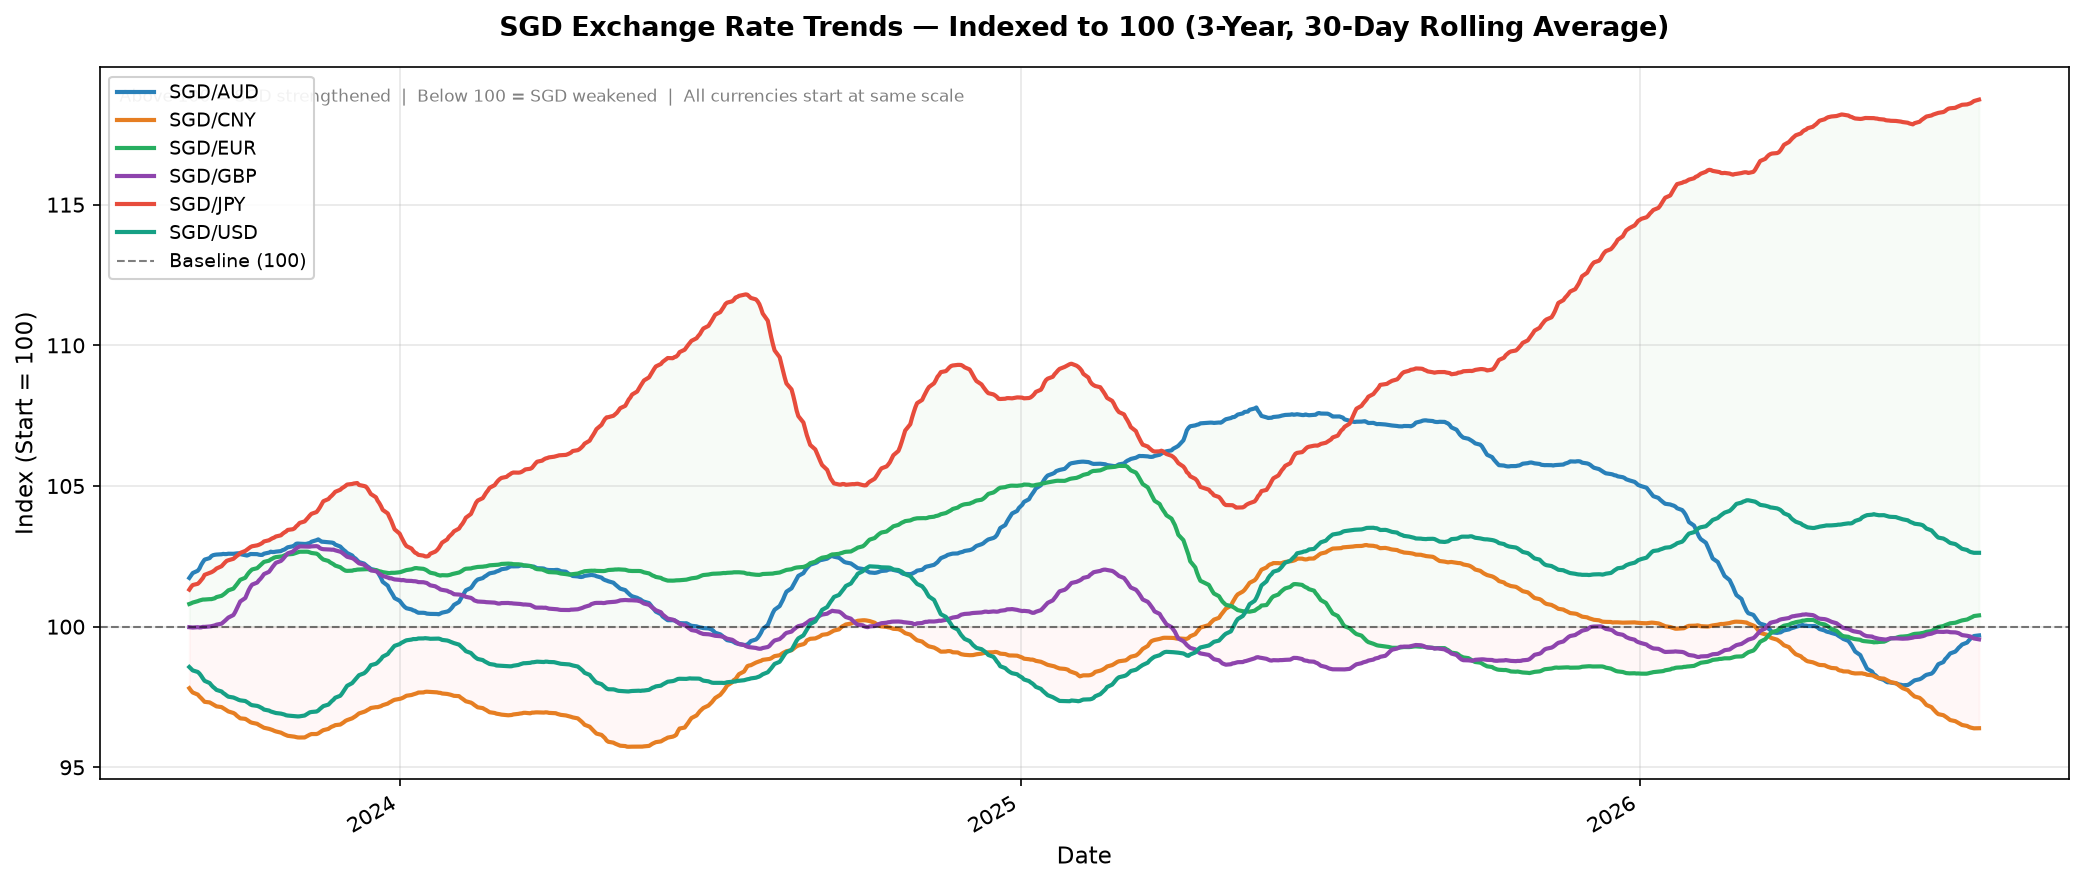 SGD Exchange Rate Trends — Indexed to 100 (3-Year, 30-Day Rolling Average)
strengthened | Below 100 = SGD weakened | All currencies start at same scale
SGD/AUD
SGD/CNY
SGD/EUR
SGD/GBP
SGD/JPY
SGD/USD
Baseline (100)
Index (Start = 100)
115
110
105
100
95
2024
2025
2026
Date